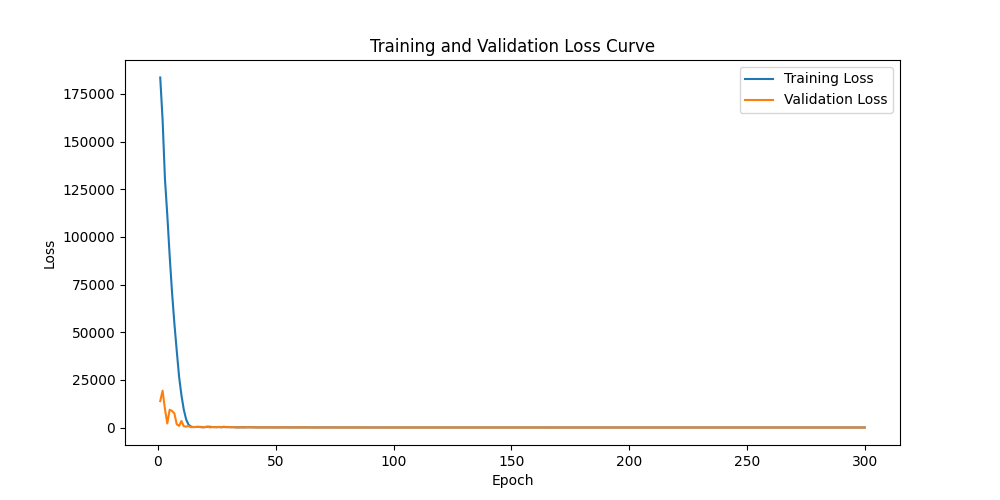 Training and Validation Loss Curve
Training Loss
Validation Loss
175000
150000
125000
100000
75000
50000
25000
0
Loss
0 50 100 150 200 250 300
Epoch